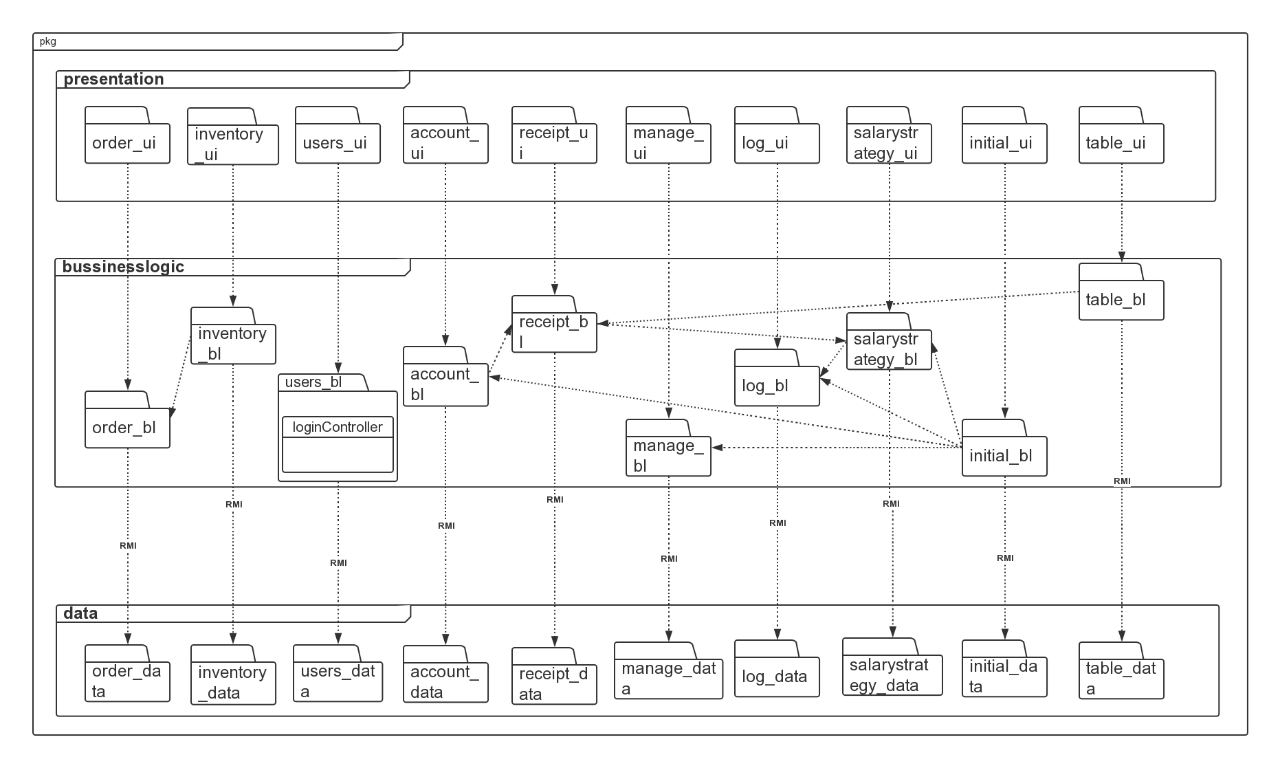 pkg
presentation
order_ui
inventory
_ui
users_ui
account_
ui
receipt_u
i
manage_
ui
log_ui
salarystr
ategy_ui
initial_ui
table_ui
bussinesslogic
order_bl
inventory
_bl
users_bl
loginController
account_
bl
receipt_b
l
manage_
bl
log_bl
salarystr
ategy_bl
initial_bl
table_bl
RMI
RMI
RMI
RMI
RMI
RMI
RMI
RMI
RMI
RMI
data
order_da
ta
inventory
_data
users_dat
a
account_
data
receipt_d
ata
manage_dat
a
log_data
salarystrat
egy_data
initial_da
ta
table_dat
a